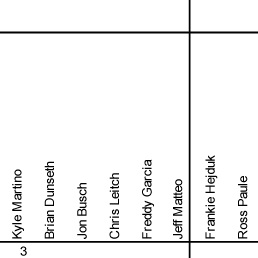 Kyle Martino
Brian Dunseth
Jon Busch
Chris Leitch
Freddy Garcia
Jeff Matteo
Frankie Hejduk
Ross Paule
3